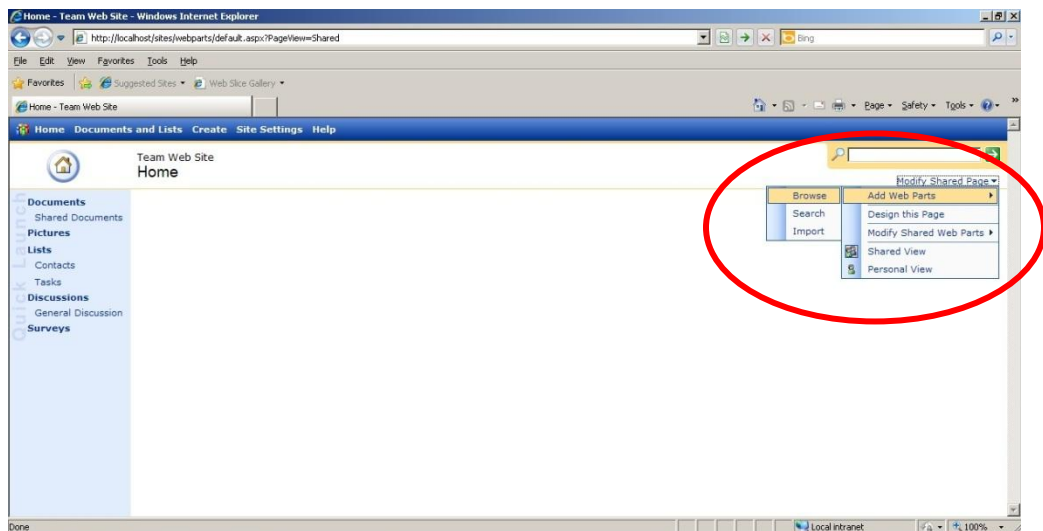 Home - Team Web Site - Windows Internet Explorer
http://localhost/sites/webparts/default.aspx?PageView=Shared
Bing
File Edit View Favorites Tools Help
Favorites Suggested Sites Web Slice Gallery
Home - Team Web Site
Page Safety Tools
Home Documents and Lists Create Site Settings Help
Team Web Site
Home
Modify Shared Page
Quick Launch
Documents
Shared Documents
Pictures
Lists
Contacts
Tasks
Discussions
General Discussion
Surveys
Browse
Search
Import
Add Web Parts
Design this Page
Modify Shared Web Parts
Shared View
Personal View
Done
Local intranet
100%